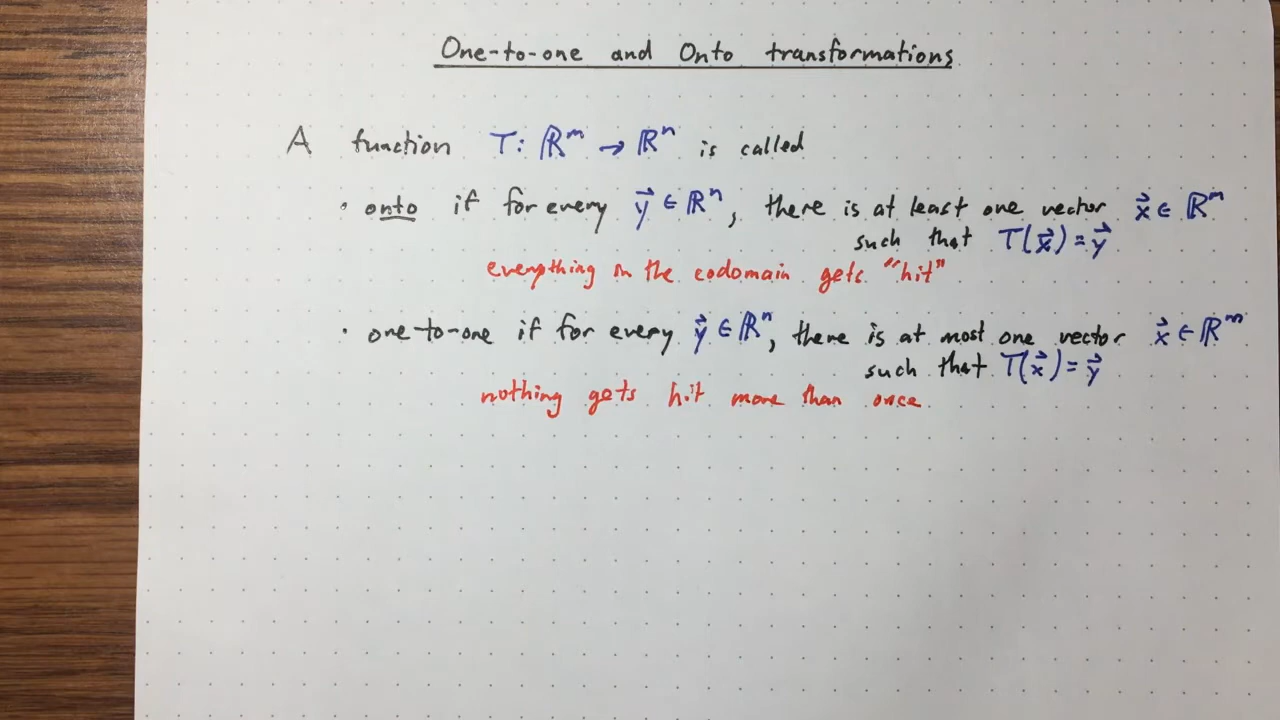 One-to-one and Onto transformations
A function T: ℝᵐ → ℝⁿ is called
· onto if for every y⃗ ∈ ℝⁿ, there is at least one vector x⃗ ∈ ℝᵐ
such that T(x⃗) = y⃗
everything in the codomain gets "hit"
· one-to-one if for every y⃗ ∈ ℝⁿ, there is at most one vector x⃗ ∈ ℝᵐ
such that T(x⃗) = y⃗
nothing gets hit more than once